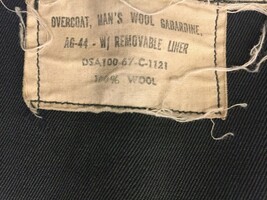 OVERCOAT, MAN'S WOOL GABARDINE,
AG-44 - W/ REMOVABLE LINER
DSA100-67-C-1121
100% WOOL